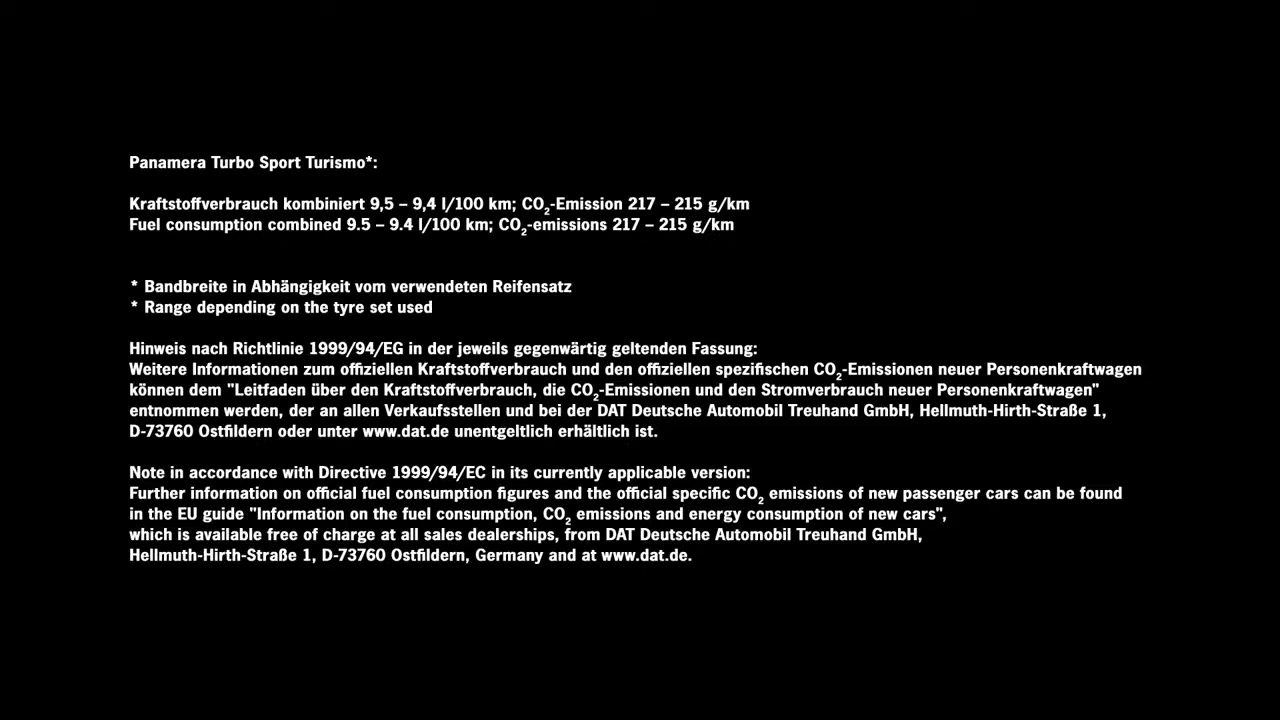 Panamera Turbo Sport Turismo*:
Kraftstoffverbrauch kombiniert 9,5 – 9,4 l/100 km; CO₂-Emission 217 – 215 g/km
Fuel consumption combined 9.5 – 9.4 l/100 km; CO₂-emissions 217 – 215 g/km
* Bandbreite in Abhängigkeit vom verwendeten Reifensatz
* Range depending on the tyre set used
Hinweis nach Richtlinie 1999/94/EG in der jeweils gegenwärtig geltenden Fassung:
Weitere Informationen zum offiziellen Kraftstoffverbrauch und den offiziellen spezifischen CO₂-Emissionen neuer Personenkraftwagen
können dem "Leitfaden über den Kraftstoffverbrauch, die CO₂-Emissionen und den Stromverbrauch neuer Personenkraftwagen"
entnommen werden, der an allen Verkaufsstellen und bei der DAT Deutsche Automobil Treuhand GmbH, Hellmuth-Hirth-Straße 1,
D-73760 Ostfildern oder unter www.dat.de unentgeltlich erhältlich ist.
Note in accordance with Directive 1999/94/EC in its currently applicable version:
Further information on official fuel consumption figures and the official specific CO₂ emissions of new passenger cars can be found
in the EU guide "Information on the fuel consumption, CO₂ emissions and energy consumption of new cars",
which is available free of charge at all sales dealerships, from DAT Deutsche Automobil Treuhand GmbH,
Hellmuth-Hirth-Straße 1, D-73760 Ostfildern, Germany and at www.dat.de.